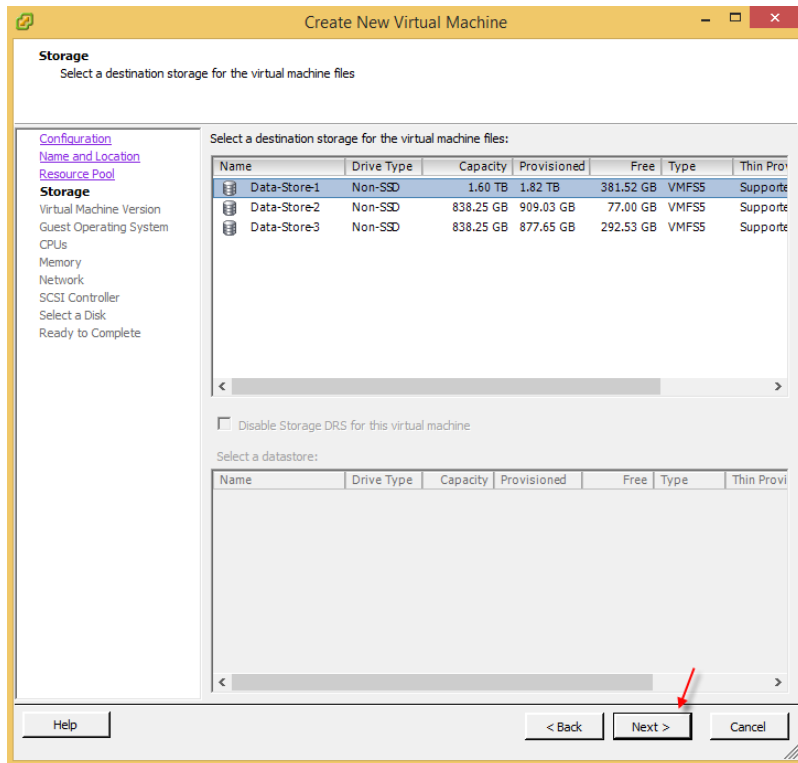 Create New Virtual Machine
Storage
Select a destination storage for the virtual machine files
Configuration
Name and Location
Resource Pool
Storage
Virtual Machine Version
Guest Operating System
CPUs
Memory
Network
SCSI Controller
Select a Disk
Ready to Complete
Select a destination storage for the virtual machine files:
Name Drive Type Capacity Provisioned Free Type Thin Prov
Data-Store-1 Non-SSD 1.60 TB 1.82 TB 381.52 GB VMFS5 Supporte
Data-Store-2 Non-SSD 838.25 GB 909.03 GB 77.00 GB VMFS5 Supporte
Data-Store-3 Non-SSD 838.25 GB 877.65 GB 292.53 GB VMFS5 Supporte
Disable Storage DRS for this virtual machine
Select a datastore:
Name Drive Type Capacity Provisioned Free Type Thin Provi
Help < Back Next > Cancel